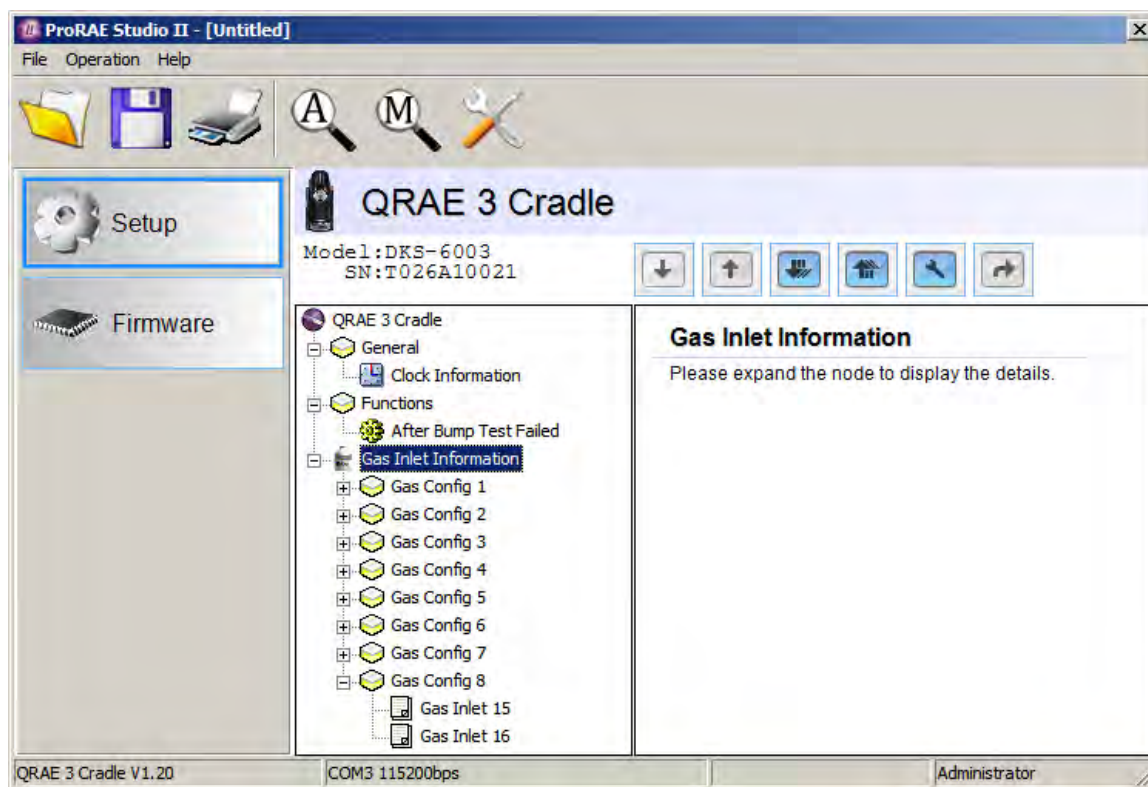 ProRAE Studio II - [Untitled]
File Operation Help
A M
Setup
Firmware
QRAE 3 Cradle
Model:DKS-6003
SN:T026A10021
QRAE 3 Cradle
General
Clock Information
Functions
After Bump Test Failed
Gas Inlet Information
Gas Config 1
Gas Config 2
Gas Config 3
Gas Config 4
Gas Config 5
Gas Config 6
Gas Config 7
Gas Config 8
Gas Inlet 15
Gas Inlet 16
Gas Inlet Information
Please expand the node to display the details.
QRAE 3 Cradle V1.20 COM3 115200bps Administrator